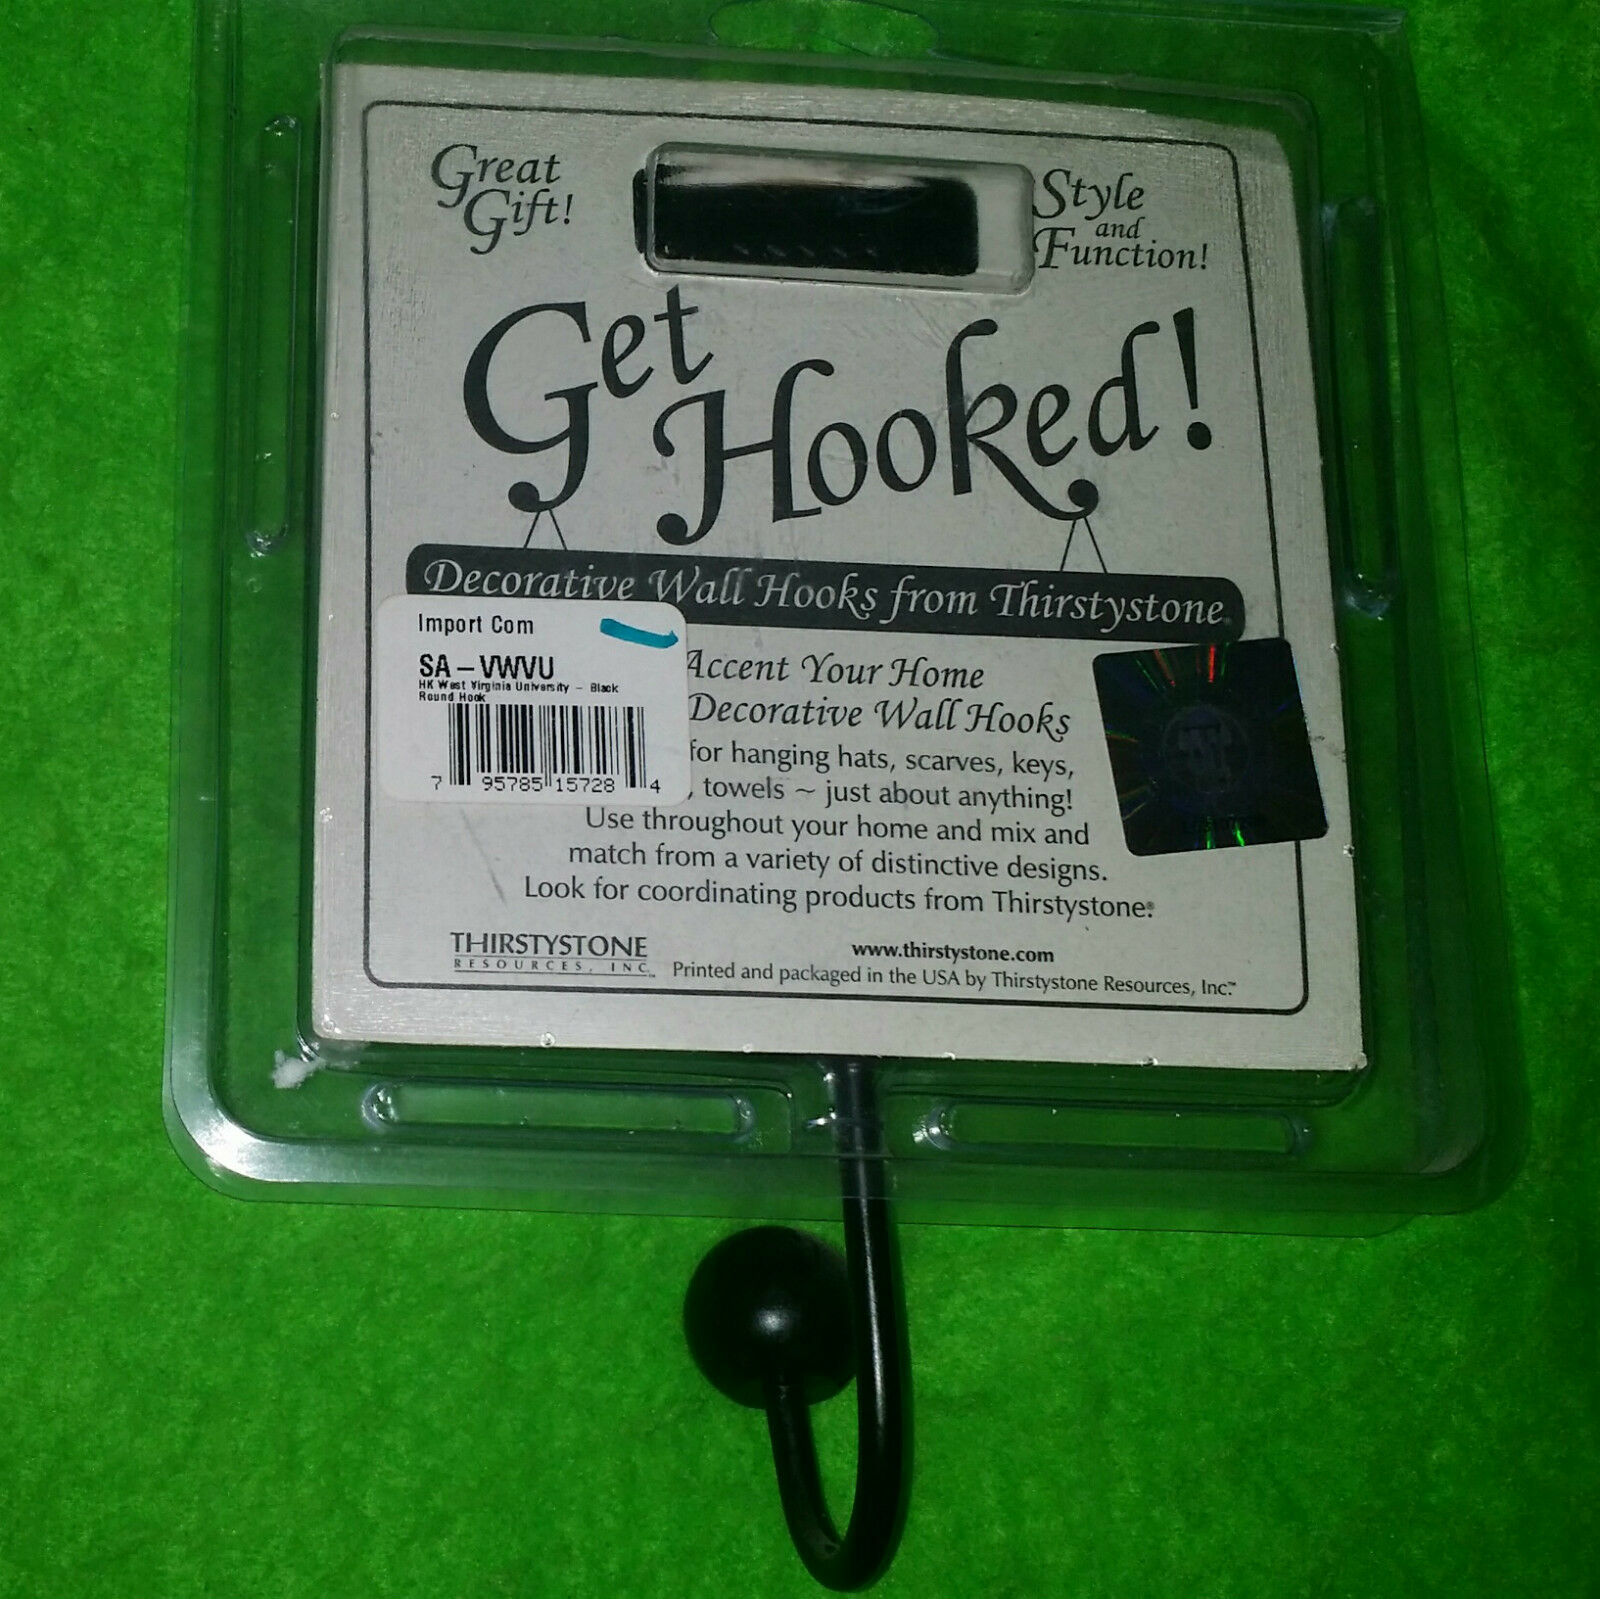 Great
Gift!
Style
and
Function!
Get
Hooked!
Decorative Wall Hooks from Thirstystone®
Import Com
SA-VWVU
HK West Virginia University - Black
Round Hook
7 95785 15728 4
Accent Your Home
Decorative Wall Hooks
for hanging hats, scarves, keys,
, towels ~ just about anything!
Use throughout your home and mix and
match from a variety of distinctive designs.
Look for coordinating products from Thirstystone®.
THIRSTYSTONE
RESOURCES, INC.™
www.thirstystone.com
Printed and packaged in the USA by Thirstystone Resources, Inc.™